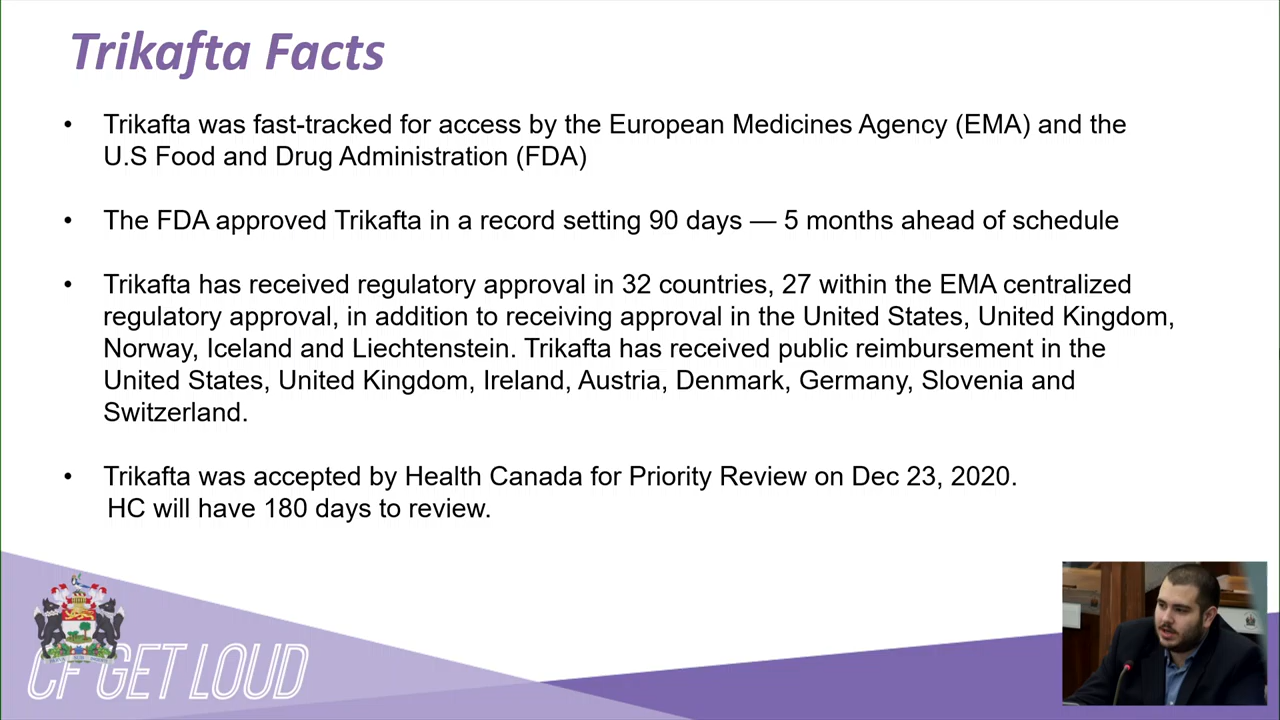 Trikafta Facts
• Trikafta was fast-tracked for access by the European Medicines Agency (EMA) and the
U.S Food and Drug Administration (FDA)
• The FDA approved Trikafta in a record setting 90 days — 5 months ahead of schedule
• Trikafta has received regulatory approval in 32 countries, 27 within the EMA centralized
regulatory approval, in addition to receiving approval in the United States, United Kingdom,
Norway, Iceland and Liechtenstein. Trikafta has received public reimbursement in the
United States, United Kingdom, Ireland, Austria, Denmark, Germany, Slovenia and
Switzerland.
• Trikafta was accepted by Health Canada for Priority Review on Dec 23, 2020.
HC will have 180 days to review.
CF GET LOUD